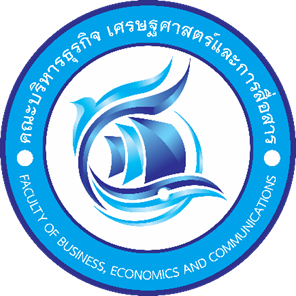 คณะบริหารธุรกิจ เศรษฐศาสตร์และการสื่อสาร
FACULTY OF BUSINESS, ECONOMICS AND COMMUNICATIONS